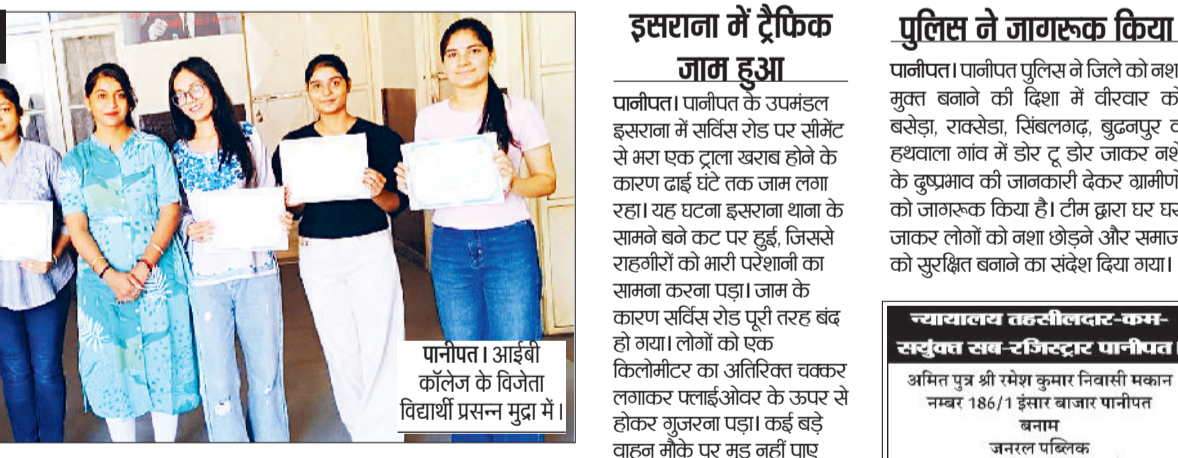 पानीपत। आईबी
कॉलेज के विजेता
विद्यार्थी प्रसन्न मुद्रा में।
इसराना में ट्रैफिक
जाम हुआ
पानीपत। पानीपत के उपमंडल
इसराना में सर्विस रोड पर सीमेंट
से भरा एक ट्राला खराब होने के
कारण ढाई घंटे तक जाम लगा
रहा। यह घटना इसराना थाना के
सामने बने कट पर हुई, जिससे
राहगीरों को भारी परेशानी का
सामना करना पड़ा। जाम के
कारण सर्विस रोड पूरी तरह बंद
हो गया। लोगों को एक
किलोमीटर का अतिरिक्त चक्कर
लगाकर फ्लाईओवर के ऊपर से
होकर गुजरना पड़ा। कई बड़े
वाहन मौके पर मुड़ नहीं पाए
पुलिस ने जागरूक किया
पानीपत। पानीपत पुलिस ने जिले को नशा
मुक्त बनाने की दिशा में वीरवार को
बसेड़ा, राक्सेडा, सिंबलगढ़, बुढनपुर व
हथवाला गांव में डोर टू डोर जाकर नशे
के दुष्प्रभाव की जानकारी देकर ग्रामीणों
को जागरूक किया है। टीम द्वारा घर घर
जाकर लोगों को नशा छोड़ने और समाज
को सुरक्षित बनाने का संदेश दिया गया।
न्यायालय तहसीलदार-कम-
सयुंक्त सब-रजिस्ट्रार पानीपत।
अमित पुत्र श्री रमेश कुमार निवासी मकान
नम्बर 186/1 इंसार बाजार पानीपत
बनाम
जनरल पब्लिक